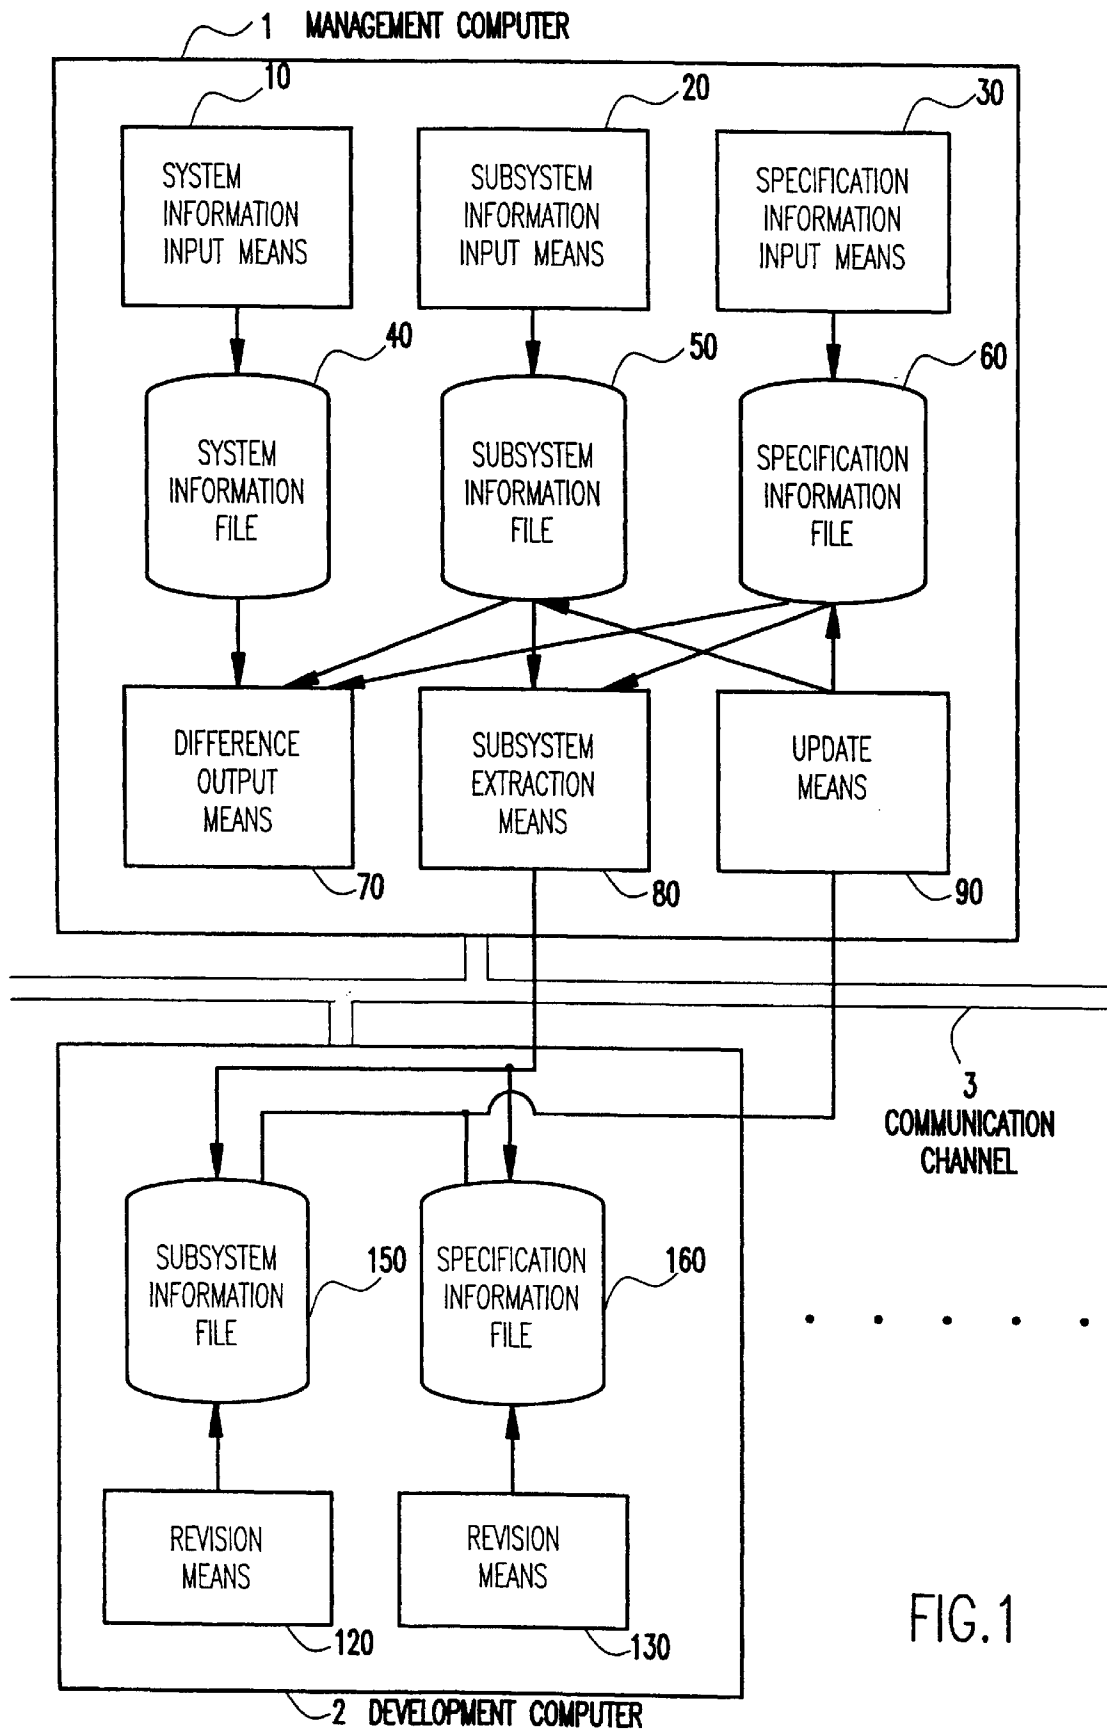 1 MANAGEMENT COMPUTER
10
20
30
SYSTEM
INFORMATION
INPUT MEANS
SUBSYSTEM
INFORMATION
INPUT MEANS
SPECIFICATION
INFORMATION
INPUT MEANS
40
50
60
SYSTEM
INFORMATION
FILE
SUBSYSTEM
INFORMATION
FILE
SPECIFICATION
INFORMATION
FILE
DIFFERENCE
OUTPUT
MEANS
SUBSYSTEM
EXTRACTION
MEANS
UPDATE
MEANS
70
80
90
3
COMMUNICATION
CHANNEL
SUBSYSTEM
INFORMATION
FILE
150
SPECIFICATION
INFORMATION
FILE
160
REVISION
MEANS
REVISION
MEANS
120
130
FIG.1
2 DEVELOPMENT COMPUTER